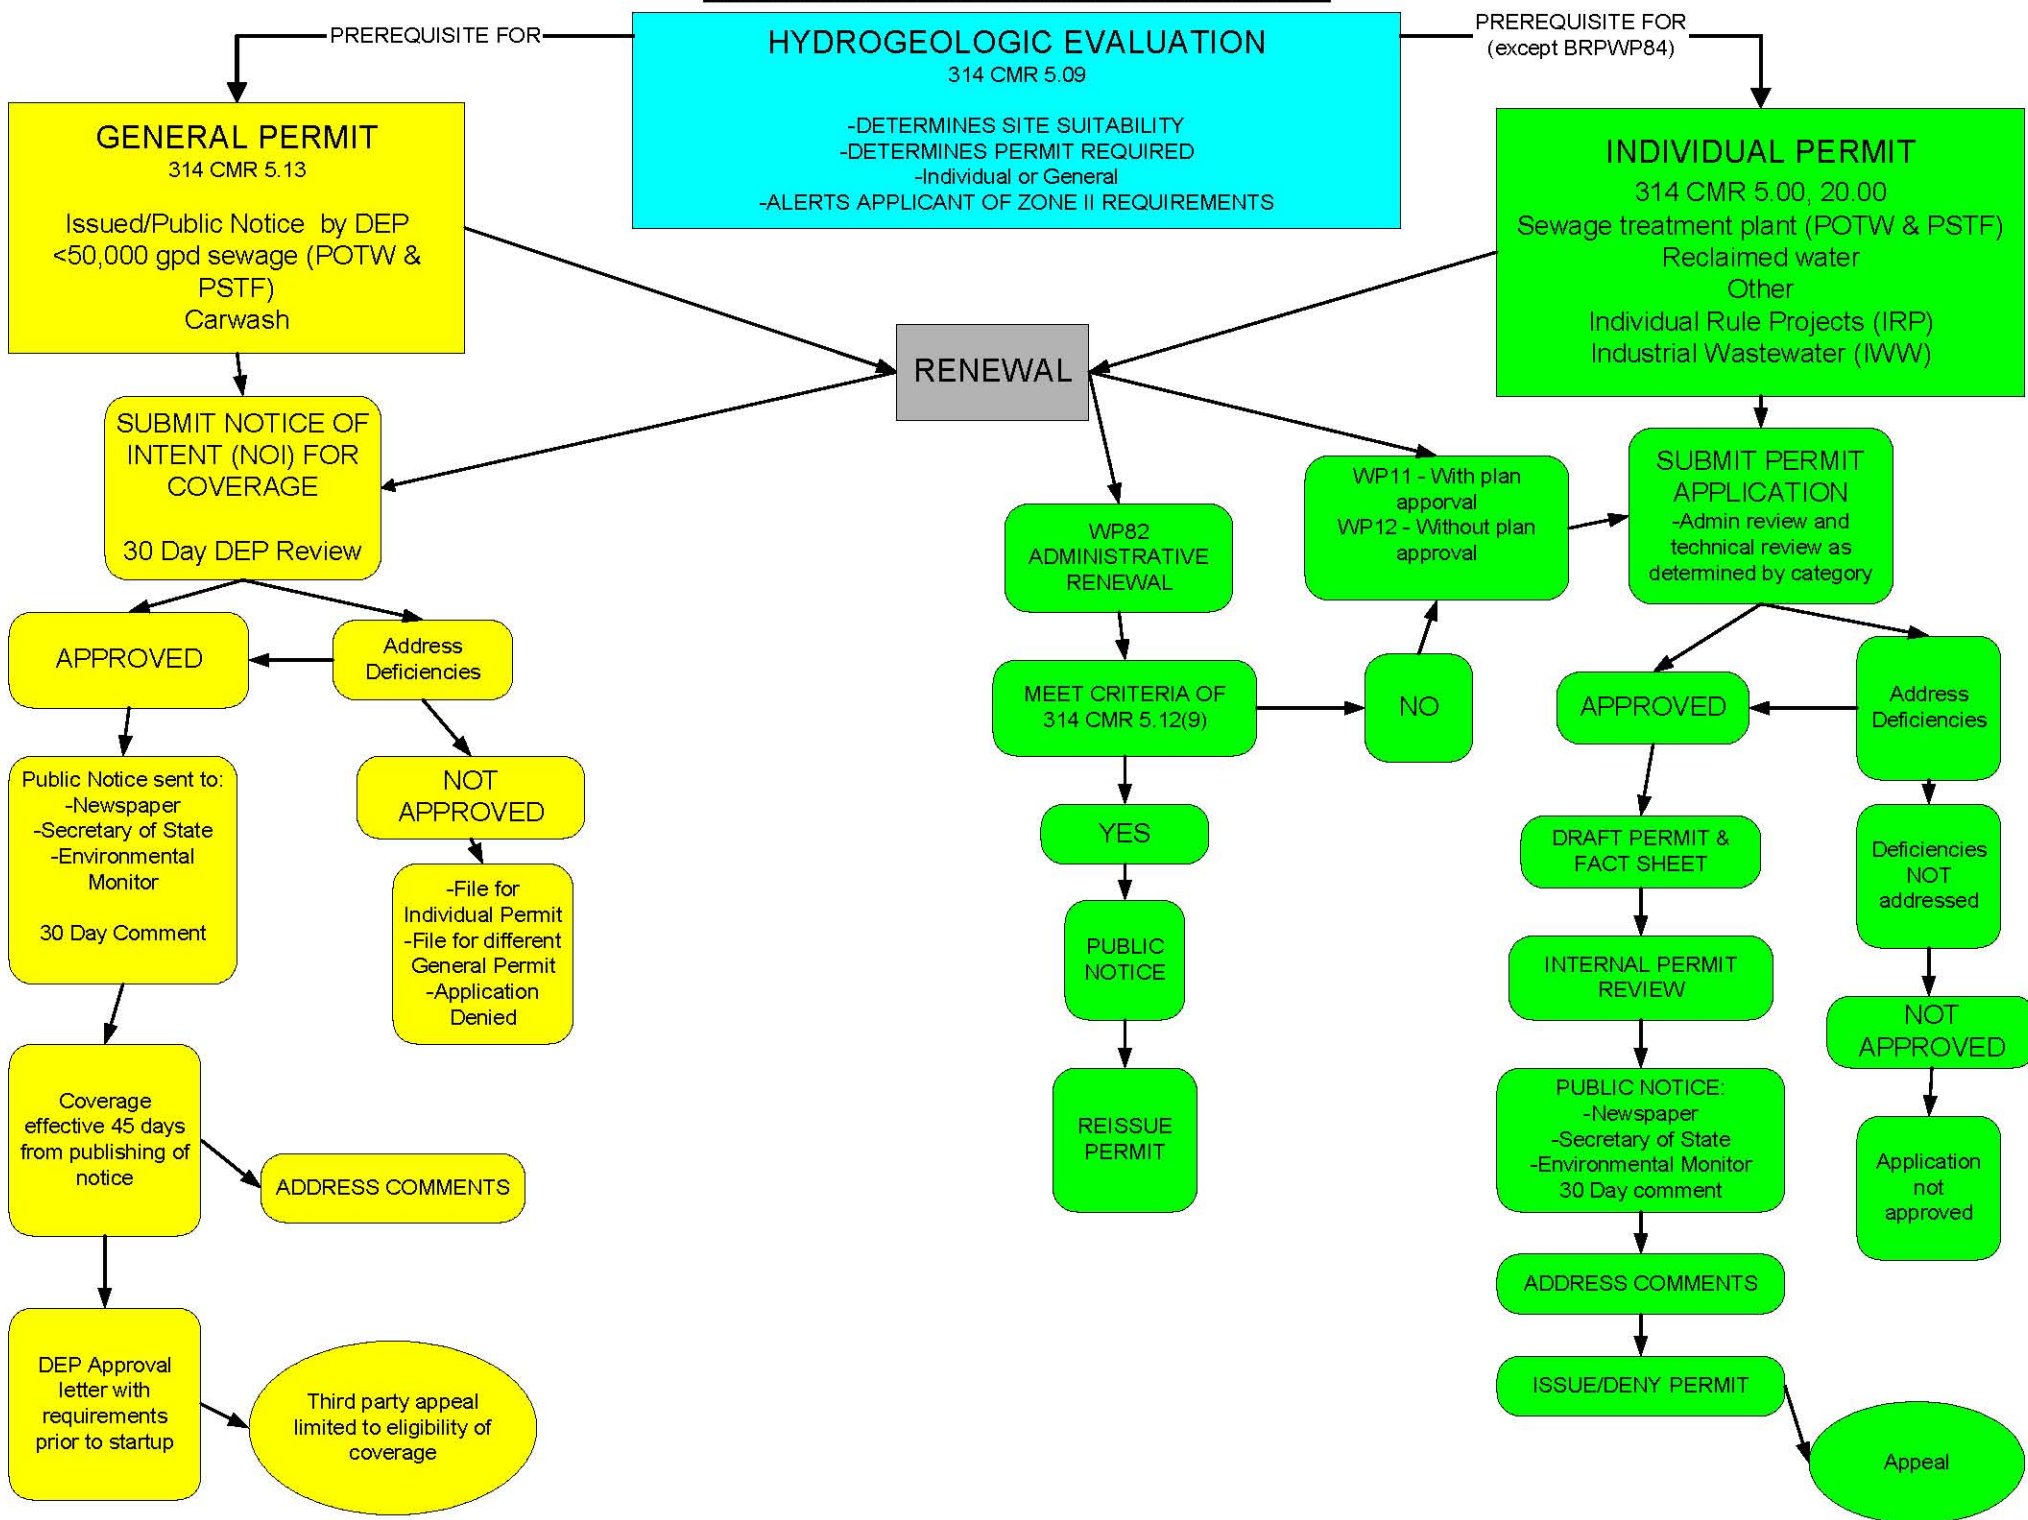 PREREQUISITE FOR
HYDROGEOLOGIC EVALUATION
314 CMR 5.09
-DETERMINES SITE SUITABILITY
-DETERMINES PERMIT REQUIRED
-Individual or General
-ALERTS APPLICANT OF ZONE II REQUIREMENTS
PREREQUISITE FOR
(except BRPWP84)
GENERAL PERMIT
314 CMR 5.13
Issued/Public Notice by DEP
<50,000 gpd sewage (POTW &
PSTF)
Carwash
INDIVIDUAL PERMIT
314 CMR 5.00, 20.00
Sewage treatment plant (POTW & PSTF)
Reclaimed water
Other
Individual Rule Projects (IRP)
Industrial Wastewater (IWW)
RENEWAL
SUBMIT NOTICE OF
INTENT (NOI) FOR
COVERAGE
30 Day DEP Review
APPROVED
Address
Deficiencies
Public Notice sent to:
-Newspaper
-Secretary of State
-Environmental
Monitor
30 Day Comment
NOT
APPROVED
-File for
Individual Permit
-File for different
General Permit
-Application
Denied
Coverage
effective 45 days
from publishing of
notice
ADDRESS COMMENTS
DEP Approval
letter with
requirements
prior to startup
Third party appeal
limited to eligibility of
coverage
WP82
ADMINISTRATIVE
RENEWAL
MEET CRITERIA OF
314 CMR 5.12(9)
NO
YES
PUBLIC
NOTICE
REISSUE
PERMIT
WP11 - With plan
apporval
WP12 - Without plan
approval
SUBMIT PERMIT
APPLICATION
-Admin review and
technical review as
determined by category
APPROVED
Address
Deficiencies
DRAFT PERMIT &
FACT SHEET
Deficiencies
NOT
addressed
INTERNAL PERMIT
REVIEW
NOT
APPROVED
PUBLIC NOTICE:
-Newspaper
-Secretary of State
-Environmental Monitor
30 Day comment
Application
not
approved
ADDRESS COMMENTS
ISSUE/DENY PERMIT
Appeal